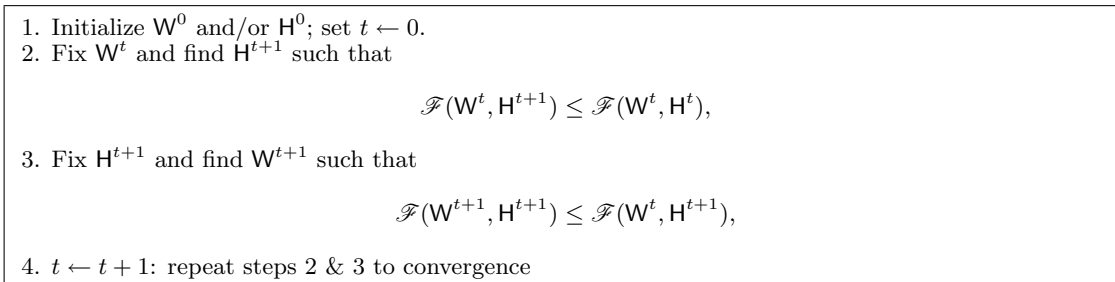 1. Initialize W^0 and/or H^0; set t ← 0.
2. Fix W^t and find H^{t+1} such that
ℱ(W^t, H^{t+1}) ≤ ℱ(W^t, H^t),
3. Fix H^{t+1} and find W^{t+1} such that
ℱ(W^{t+1}, H^{t+1}) ≤ ℱ(W^t, H^{t+1}),
4. t ← t + 1: repeat steps 2 & 3 to convergence